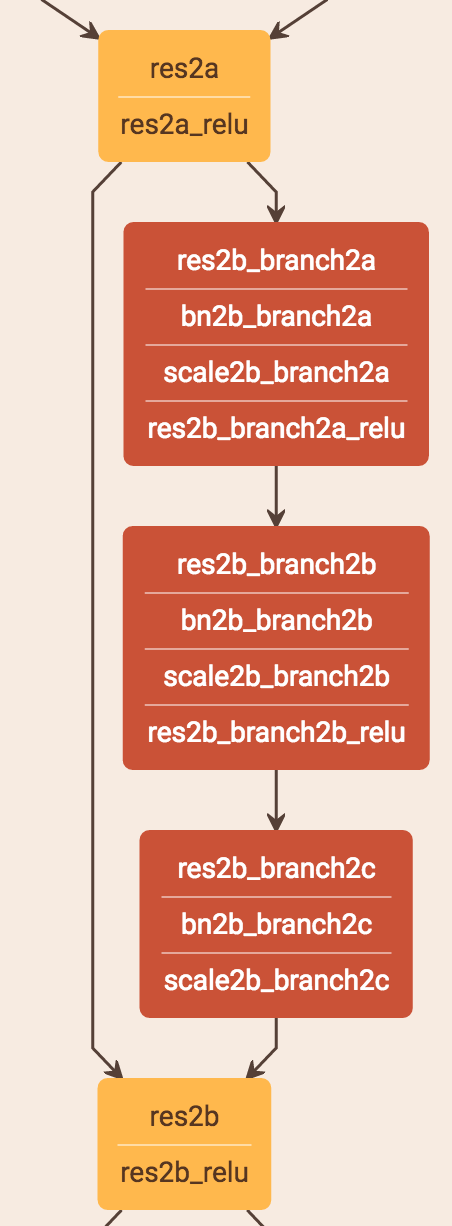 res2a
res2a_relu
res2b_branch2a
bn2b_branch2a
scale2b_branch2a
res2b_branch2a_relu
res2b_branch2b
bn2b_branch2b
scale2b_branch2b
res2b_branch2b_relu
res2b_branch2c
bn2b_branch2c
scale2b_branch2c
res2b
res2b_relu